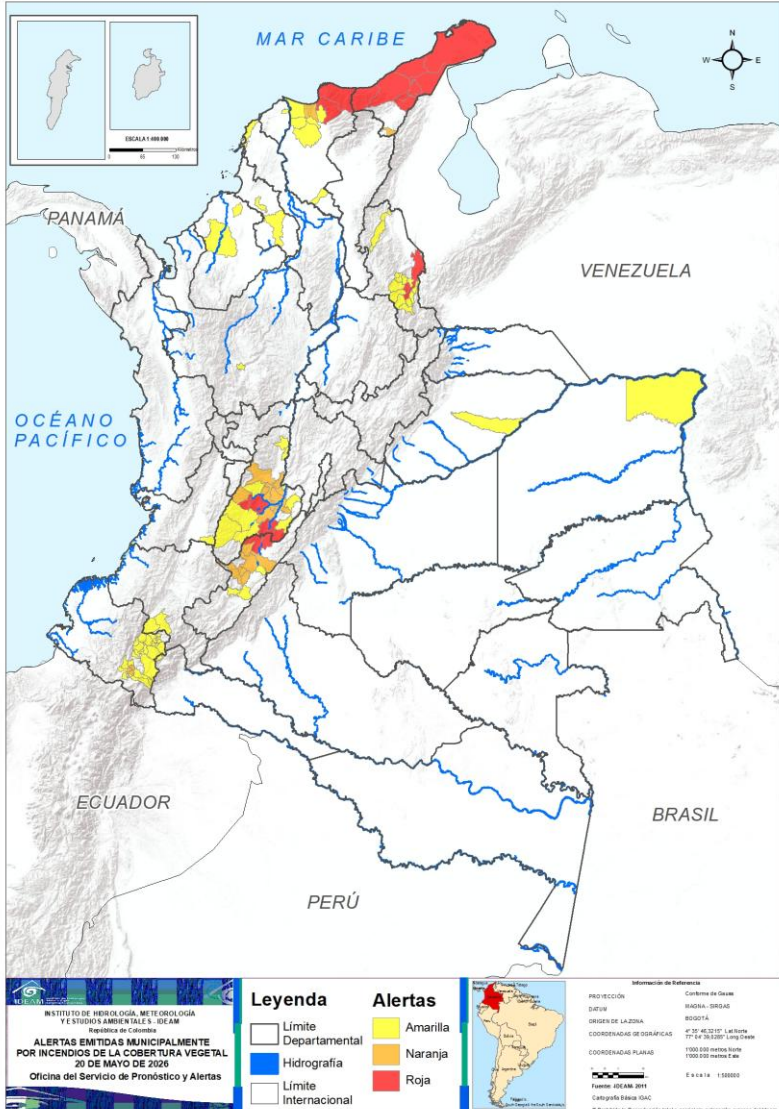 MAR CARIBE
N
W
E
S
ESCALA 1:400.000
PANAMÁ
VENEZUELA
OCÉANO
PACÍFICO
ECUADOR
BRASIL
PERÚ
IDEAM
INSTITUTO DE HIDROLOGÍA, METEOROLOGÍA
Y ESTUDIOS AMBIENTALES - IDEAM
República de Colombia
ALERTAS EMITIDAS MUNICIPALMENTE
POR INCENDIOS DE LA COBERTURA VEGETAL
20 DE MAYO DE 2026
Oficina del Servicio de Pronóstico y Alertas
Leyenda
Límite
Departamental
Hidrografía
Límite
Internacional
Alertas
Amarilla
Naranja
Roja
Información de Referencia
PROYECCIÓN
Conforme de Gauss
DATUM
MAGNA - SIRGAS
ORIGEN DE LA ZONA
BOGOTÁ
COORDENADAS GEOGRÁFICAS
COORDENADAS PLANAS
1'000.000 metros Norte
1'000.000 metros Este
Fuente: IDEAM- 2011
Cartografía Básica: IGAC